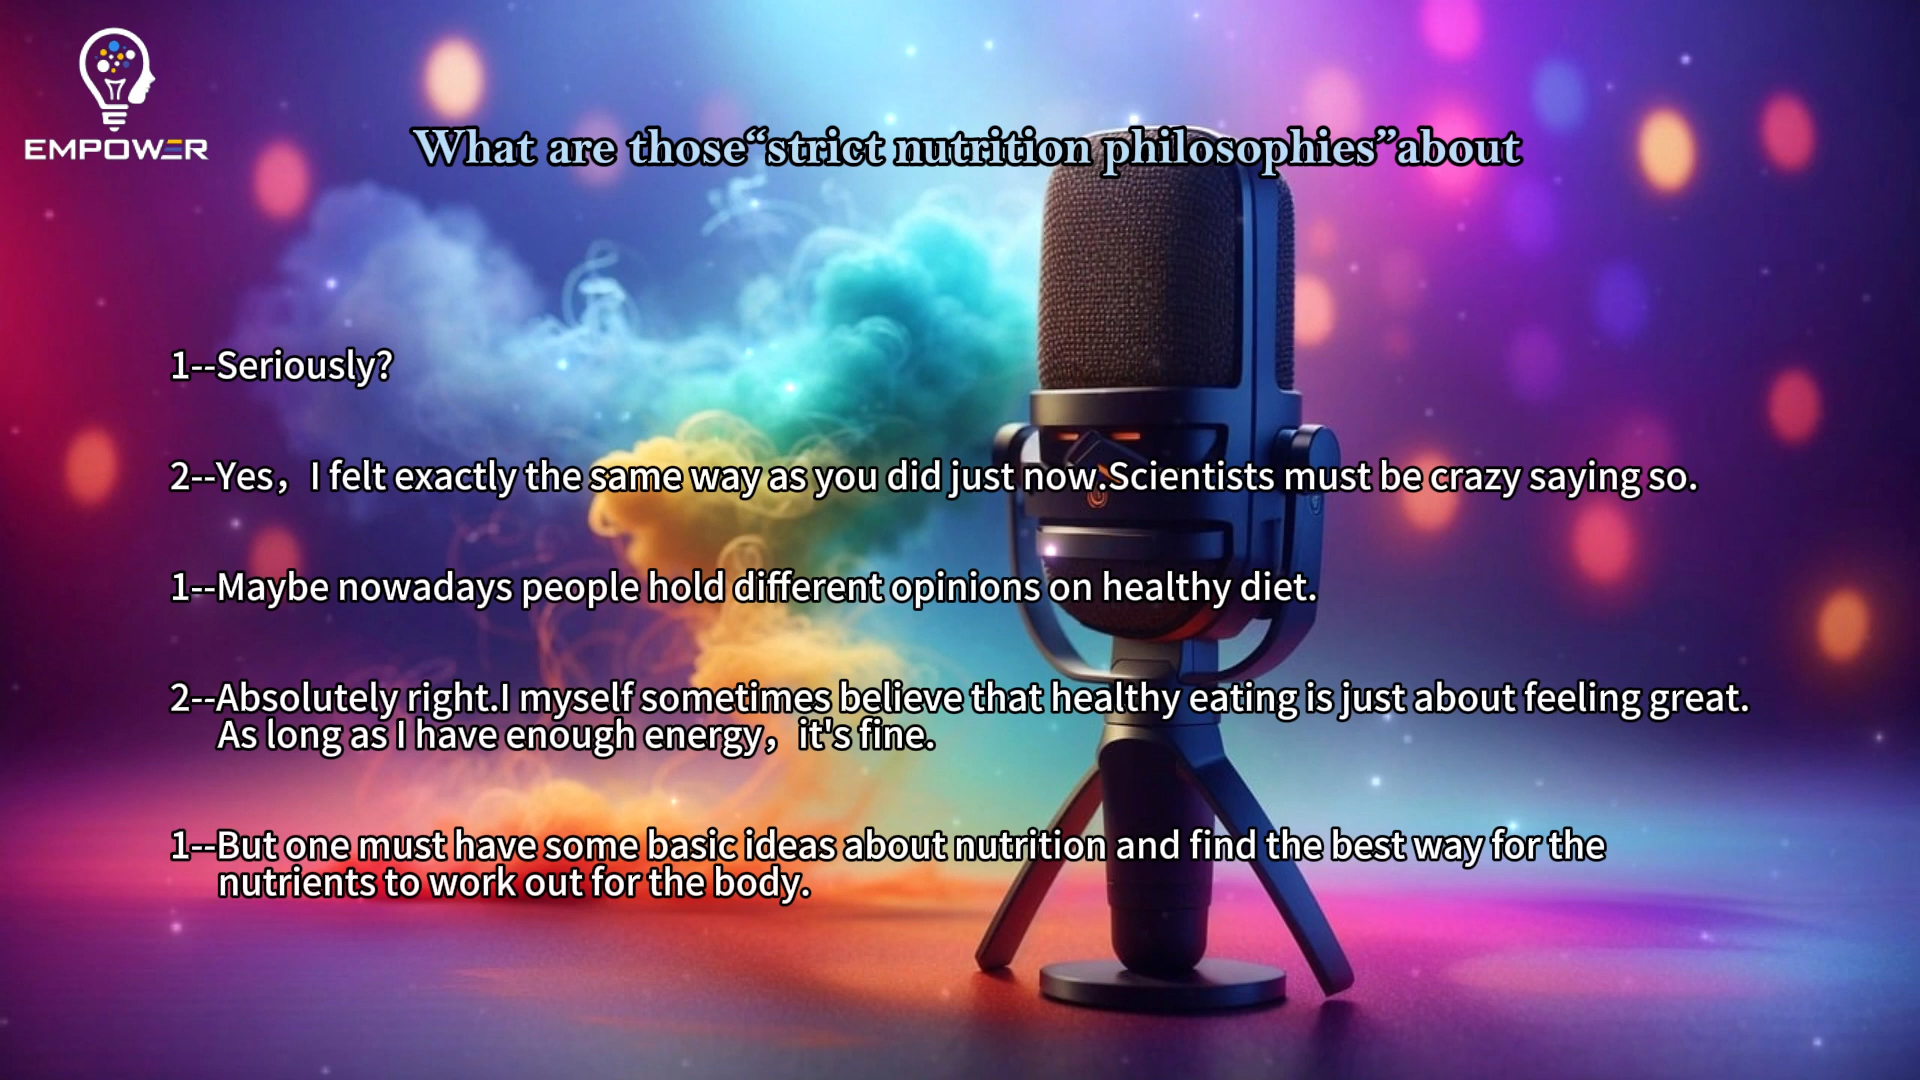 EMPOWER
What are those“strict nutrition philosophies”about
1--Seriously?
2--Yes，I felt exactly the same way as you did just now.Scientists must be crazy saying so.
1--Maybe nowadays people hold different opinions on healthy diet.
2--Absolutely right.I myself sometimes believe that healthy eating is just about feeling great.
As long as I have enough energy，it's fine.
1--But one must have some basic ideas about nutrition and find the best way for the
nutrients to work out for the body.